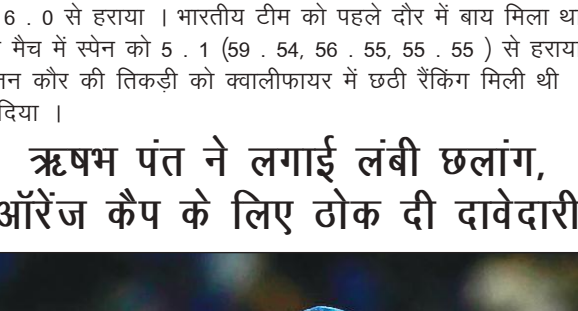 6 . 0 से हराया । भारतीय टीम को पहले दौर में बाय मिला
मैच में स्पेन को 5 . 1 (59 . 54, 56 . 55, 55 . 55 ) से हराया
कौर की तिकड़ी को क्वालीफायर में छठी रैंकिंग मिली थी
दिया ।
ऋषभ पंत ने लगाई लंबी छलांग,
ऑरेंज कैप के लिए ठोक दी दावेदारी